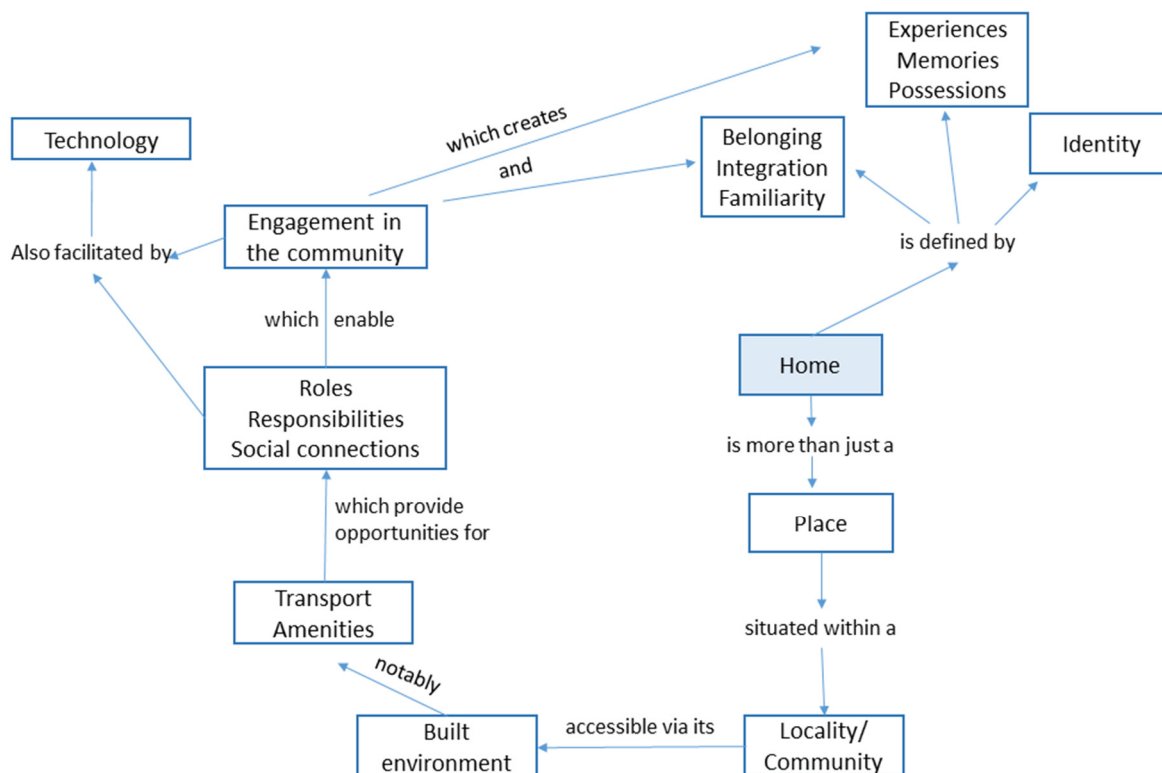 Experiences
Memories
Possessions
which creates
Technology
Belonging
Integration
Familiarity
Identity
and
Engagement in
the community
Also facilitated by
is defined by
which enable
Home
Roles
Responsibilities
Social connections
is more than just a
which provide
opportunities for
Place
Transport
Amenities
situated within a
notably
Built
environment
accessible via its
Locality/
Community